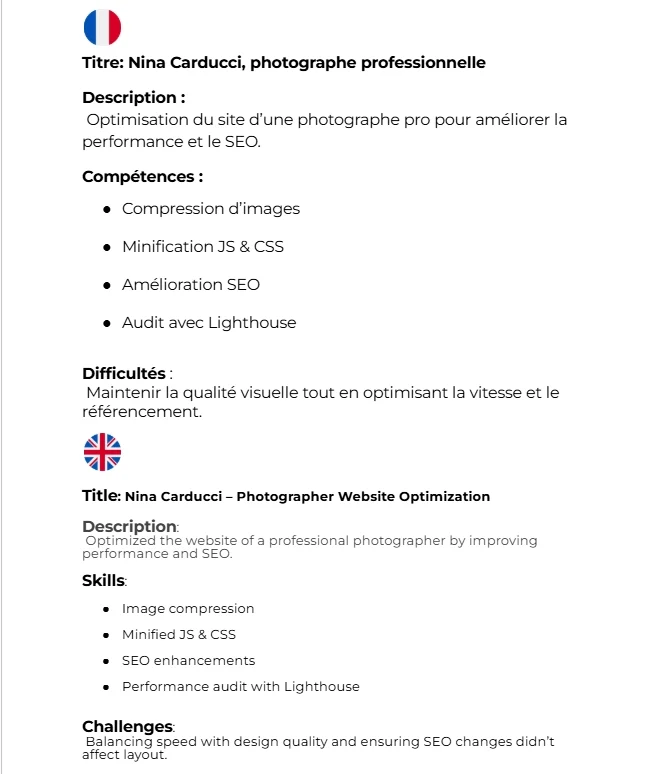 Titre: Nina Carducci, photographe professionnelle
Description :
Optimisation du site d’une photographe pro pour améliorer la
performance et le SEO.
Compétences :
● Compression d’images
● Minification JS & CSS
● Amélioration SEO
● Audit avec Lighthouse
Difficultés :
Maintenir la qualité visuelle tout en optimisant la vitesse et le
référencement.
Title: Nina Carducci – Photographer Website Optimization
Description:
Optimized the website of a professional photographer by improving
performance and SEO.
Skills:
● Image compression
● Minified JS & CSS
● SEO enhancements
● Performance audit with Lighthouse
Challenges:
Balancing speed with design quality and ensuring SEO changes didn’t
affect layout.